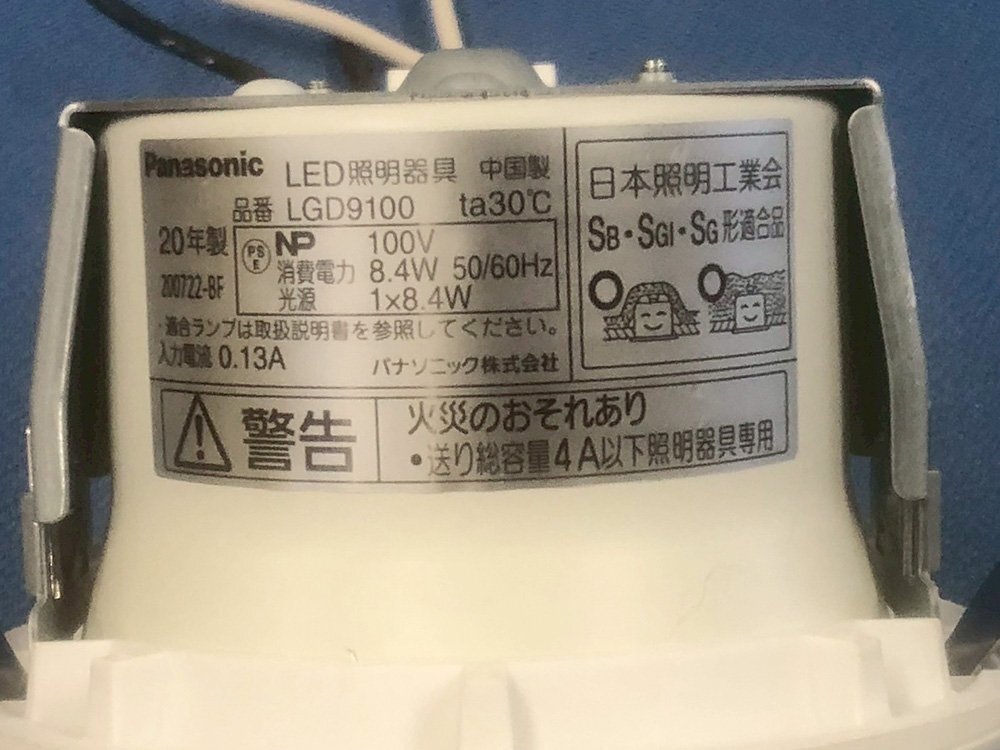 Panasonic LED照明器具 中国製
品番 LGD9100 ta30℃
20年製
200722-BF
PS
E
NP 100V
消費電力 8.4W 50/60Hz
光源 1×8.4W
・適合ランプは取扱説明書を参照してください。
入力電流 0.13A パナソニック株式会社
日本照明工業会
SB・SGI・SG形適合品
警告
火災のおそれあり
・送り総容量4A以下照明器具専用